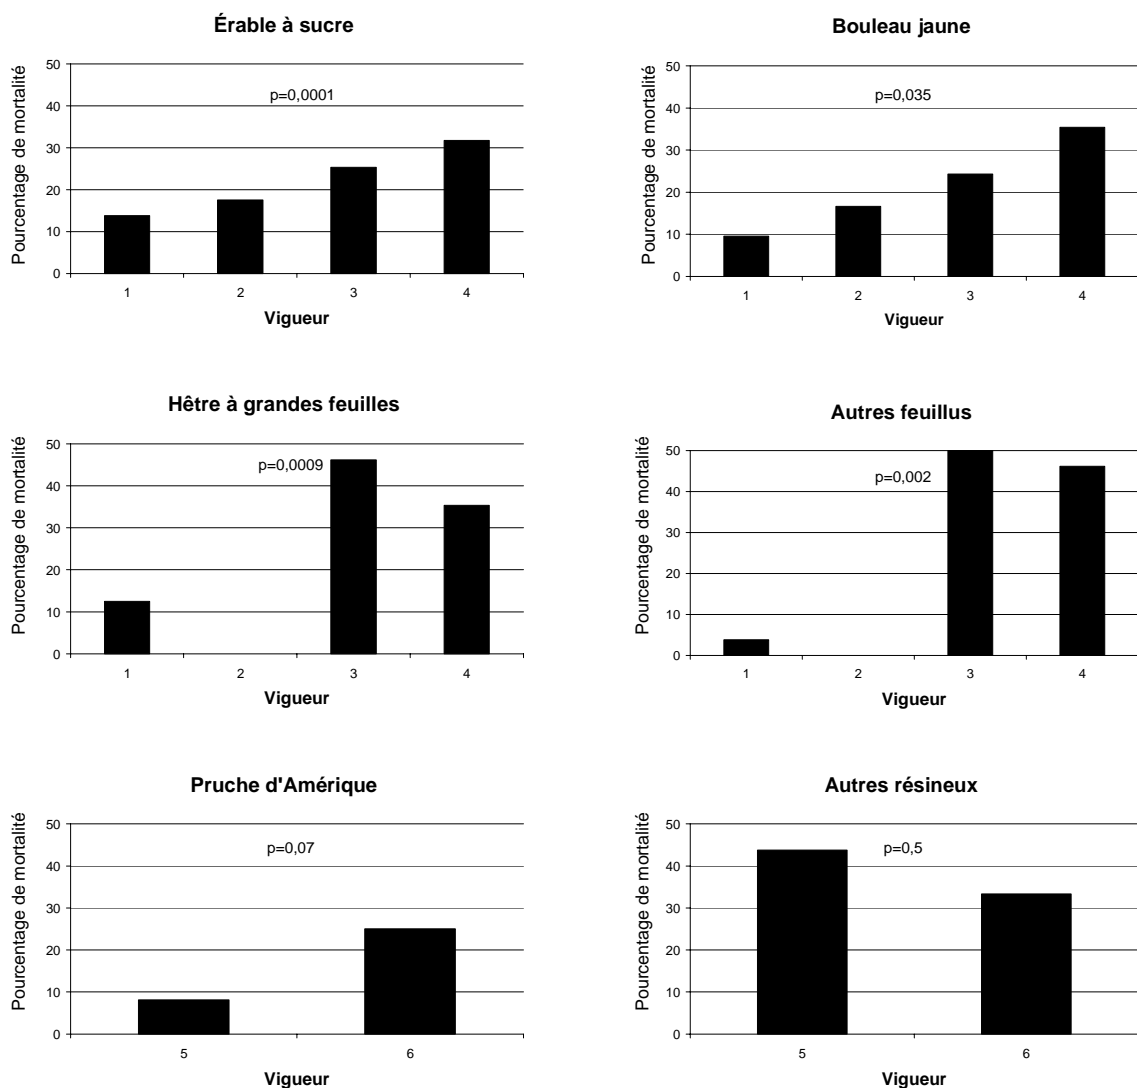 Érable à sucre
Pourcentage de mortalité
50
40
30
20
10
0
p=0,0001
1 2 3 4
Vigueur
Bouleau jaune
Pourcentage de mortalité
50
40
30
20
10
0
p=0,035
1 2 3 4
Vigueur
Hêtre à grandes feuilles
Pourcentage de mortalité
50
40
30
20
10
0
p=0,0009
1 2 3 4
Vigueur
Autres feuillus
Pourcentage de mortalité
50
40
30
20
10
0
p=0,002
1 2 3 4
Vigueur
Pruche d'Amérique
Pourcentage de mortalité
50
40
30
20
10
0
p=0,07
5 6
Vigueur
Autres résineux
Pourcentage de mortalité
50
40
30
20
10
0
p=0,5
5 6
Vigueur